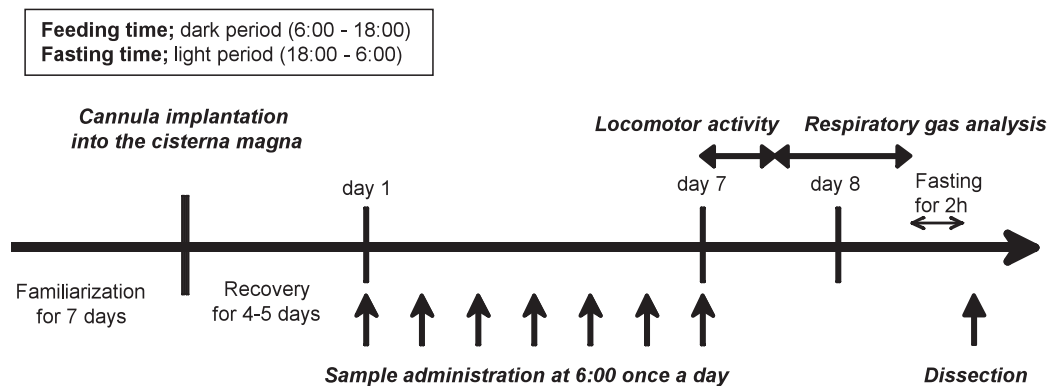 Feeding time; dark period (6:00 - 18:00)
Fasting time; light period (18:00 - 6:00)
Cannula implantation
into the cisterna magna
Locomotor activity
Respiratory gas analysis
day 1
day 7
day 8
Fasting
for 2h
Familiarization
for 7 days
Recovery
for 4-5 days
Sample administration at 6:00 once a day
Dissection